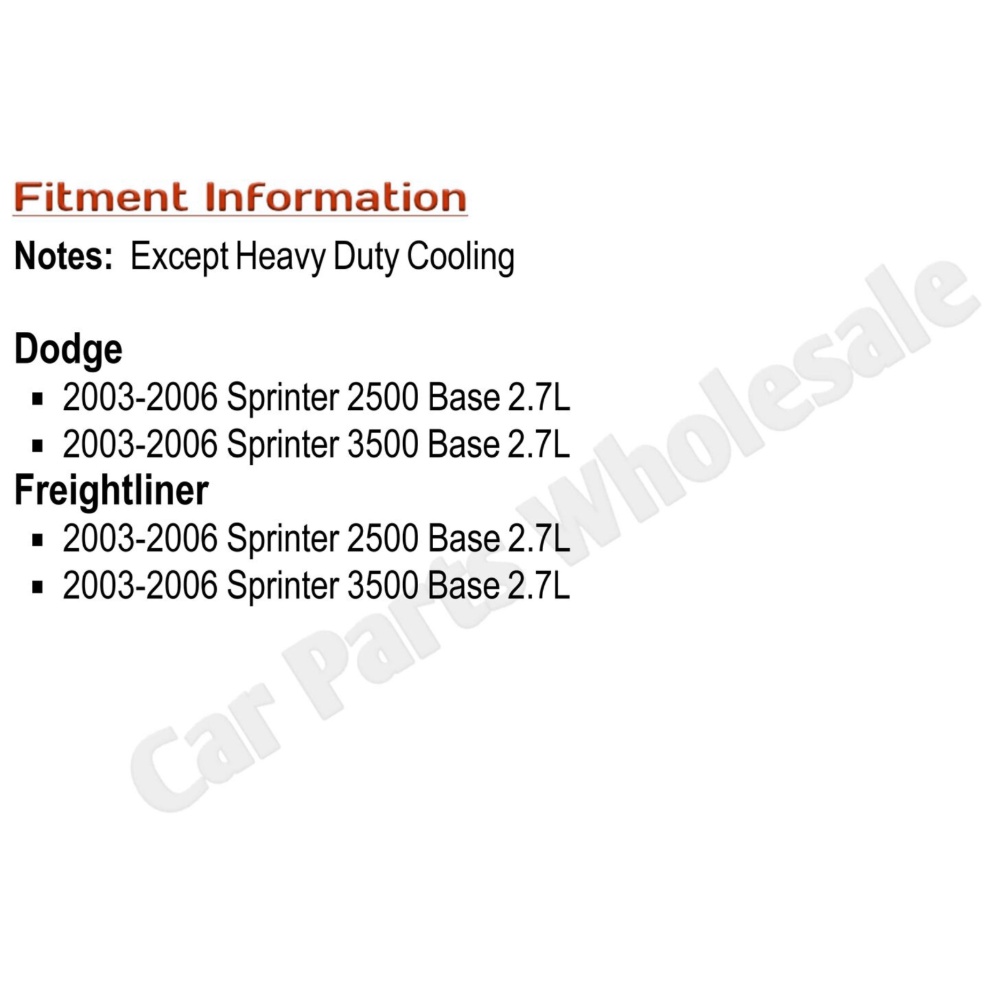 Fitment Information
Notes: Except Heavy Duty Cooling
Dodge
▪ 2003-2006 Sprinter 2500 Base 2.7L
▪ 2003-2006 Sprinter 3500 Base 2.7L
Freightliner
▪ 2003-2006 Sprinter 2500 Base 2.7L
▪ 2003-2006 Sprinter 3500 Base 2.7L
Car Parts Wholesale